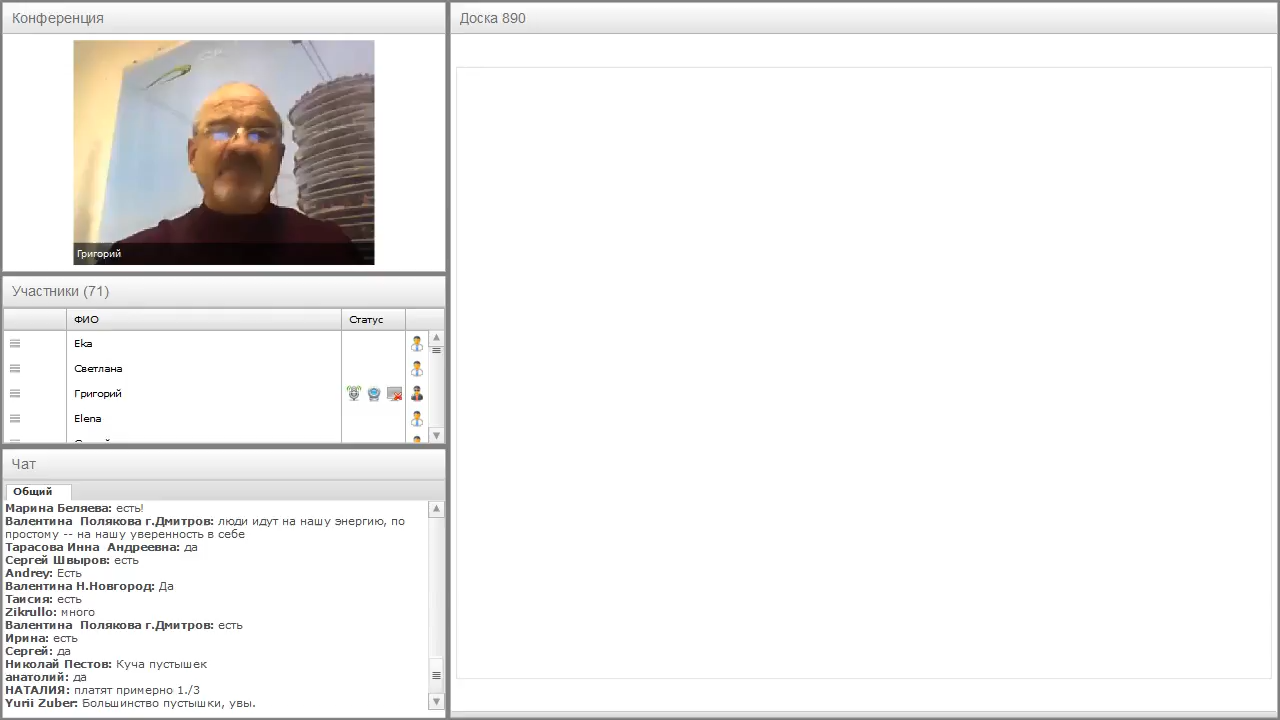 Конференция
Доска 890
Григорий
Участники (71)
ФИО
Статус
Eka
Светлана
Григорий
Elena
Чат
Общий
Марина Беляева: есть!
Валентина Полякова г.Дмитров: люди идут на нашу энергию, по
простому -- на нашу уверенность в себе
Тарасова Инна Андреевна: да
Сергей Швыров: есть
Andrey: Есть
Валентина Н.Новгород: Да
Таисия: есть
Zikrullo: много
Валентина Полякова г.Дмитров: есть
Ирина: есть
Сергей: да
Николай Пестов: Куча пустышек
анатолий: да
НАТАЛИЯ: платят примерно 1./3
Yurii Zuber: Большинство пустышки, увы.